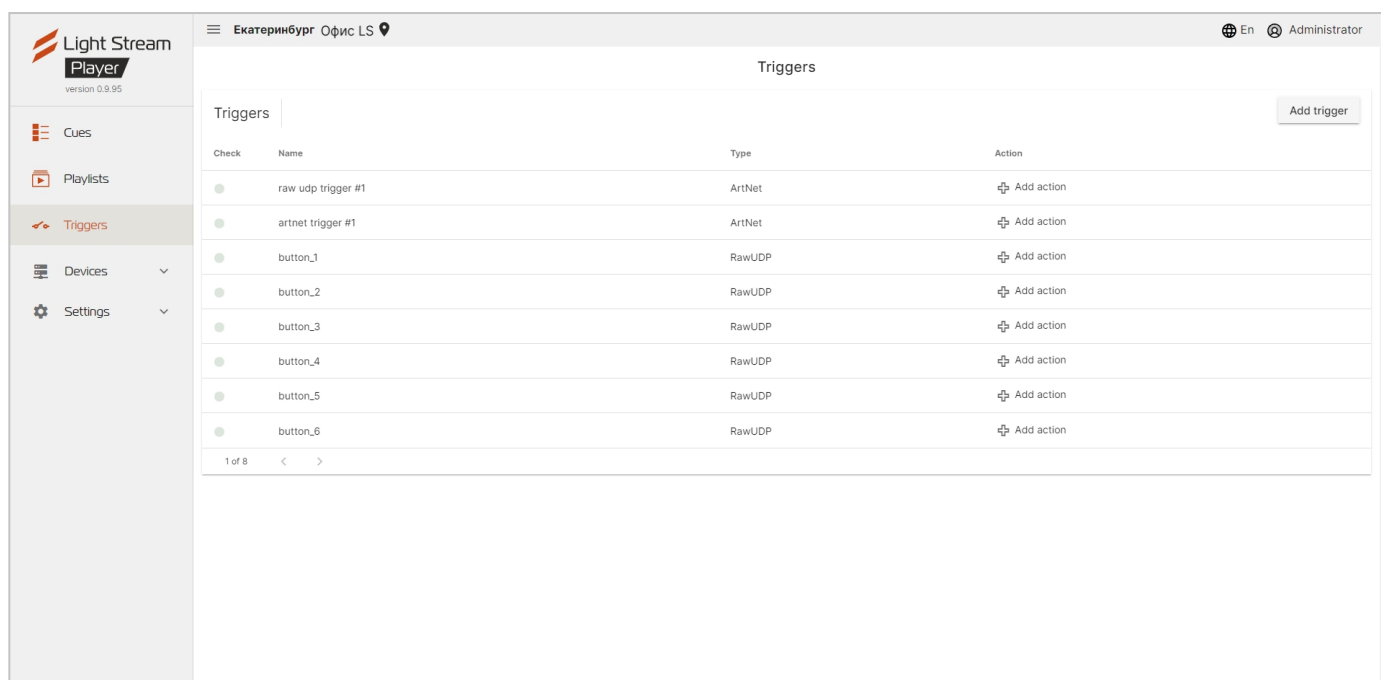 Light Stream
Player
version 0.9.95
Cues
Playlists
Triggers
Devices
Settings
Екатеринбург Офис LS
En Administrator
Triggers
Triggers
Add trigger
Check Name Type Action
raw udp trigger #1 ArtNet Add action
artnet trigger #1 ArtNet Add action
button_1 RawUDP Add action
button_2 RawUDP Add action
button_3 RawUDP Add action
button_4 RawUDP Add action
button_5 RawUDP Add action
button_6 RawUDP Add action
1 of 8